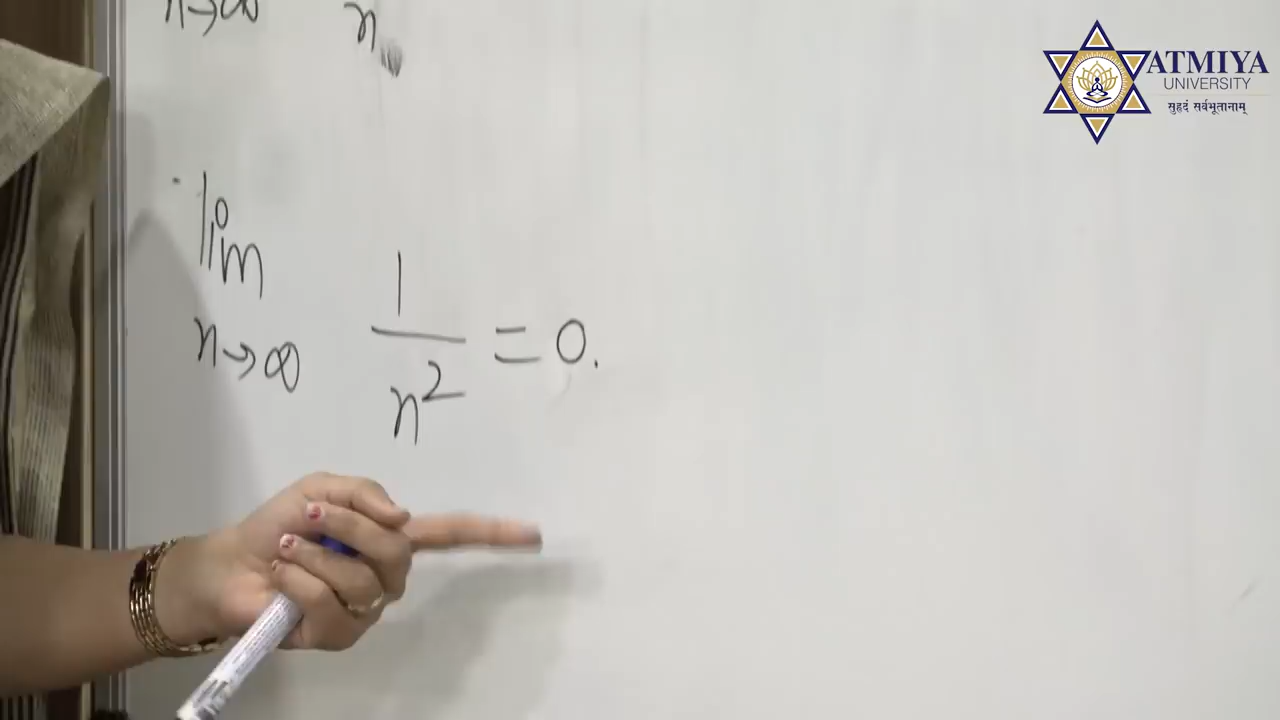 n→∞ n
ATMIYA
UNIVERSITY
सुहृदं सर्वभूतानाम्
lim
n→∞ 1/n² = 0.